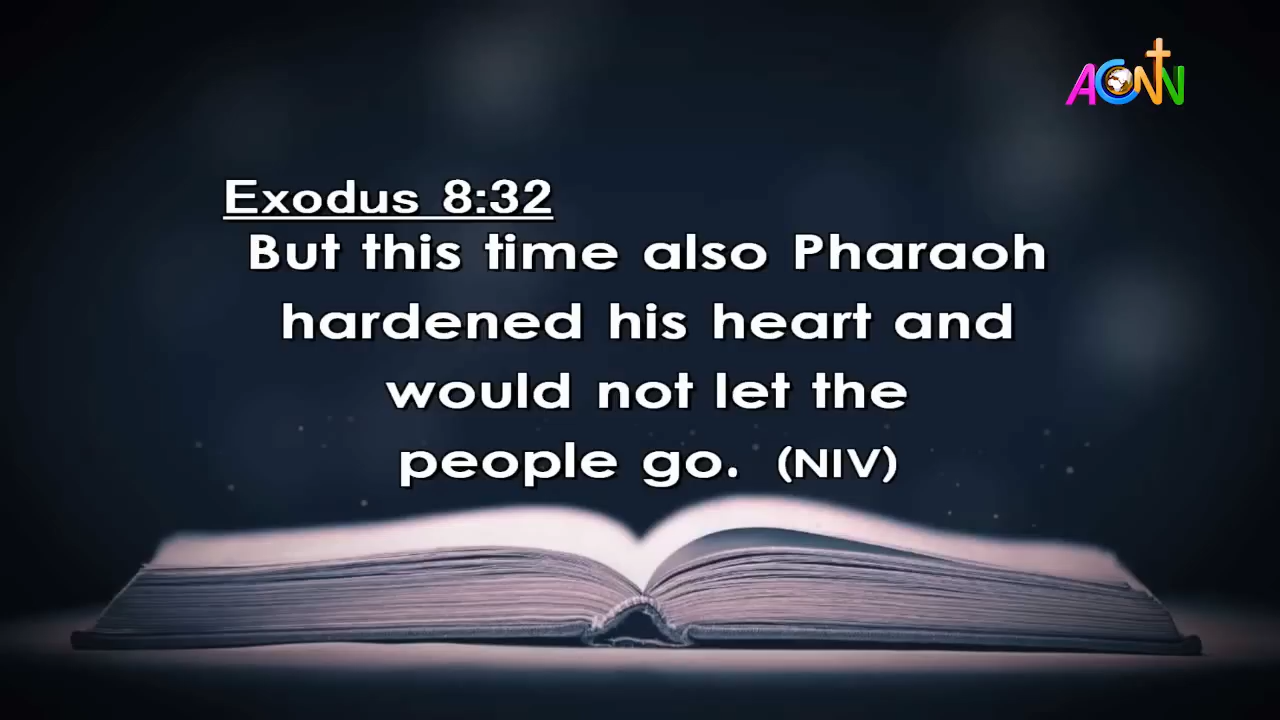 ACNN
Exodus 8:32
But this time also Pharaoh
hardened his heart and
would not let the
people go. (NIV)